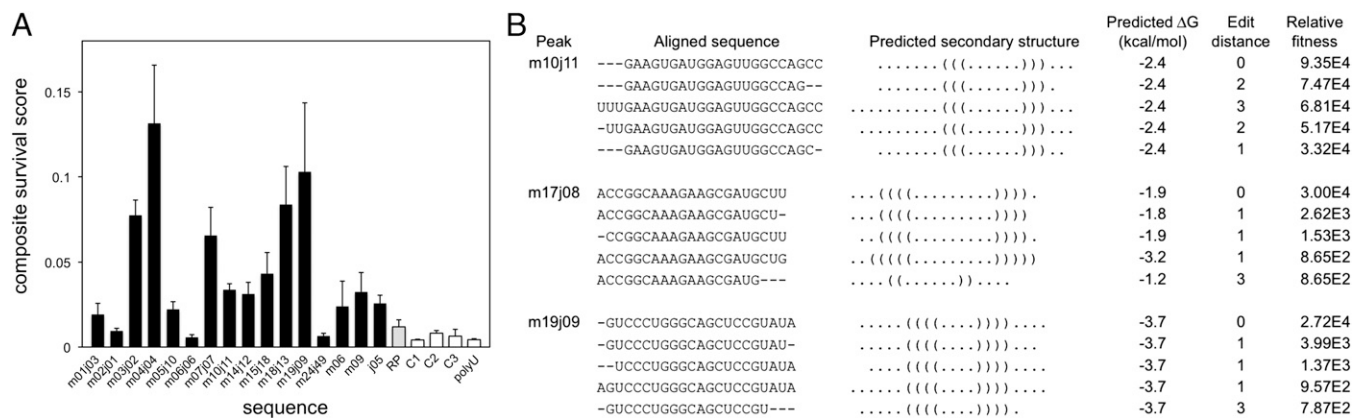 A
composite survival score
0.15
0.1
0.05
0
m01j03
m02j01
m03j02
m04j04
m05j10
m06j06
m07j07
m10j11
m14j12
m15j18
m18j13
m19j09
m24j49
m06
m09
j05
RP
C1
C2
C3
polyU
sequence
B
Peak Aligned sequence Predicted secondary structure Predicted ΔG (kcal/mol) Edit distance Relative fitness
m10j11 ---GAAGUGAUGGAGUUGGCCAGCC .......(((......)))... -2.4 0 9.35E4
---GAAGUGAUGGAGUUGGCCAG-- .......(((......))). -2.4 2 7.47E4
UUUGAAGUGAUGGAGUUGGCCAGCC ..........(((......)))... -2.4 3 6.81E4
-UUGAAGUGAUGGAGUUGGCCAGCC .........(((......)))... -2.4 2 5.17E4
---GAAGUGAUGGAGUUGGCCAGC- .......(((......))).. -2.4 1 3.32E4
m17j08 ACCGGCAAAGAAGCGAUGCUU ...((((.........)))). -1.9 0 3.00E4
ACCGGCAAAGAAGCGAUGCU- ...((((.........)))) -1.8 1 2.62E3
-CCGGCAAAGAAGCGAUGCUU ..((((.........)))). -1.9 1 1.53E3
ACCGGCAAAGAAGCGAUGCUG ..(((((.........))))) -3.2 1 8.65E2
ACCGGCAAAGAAGCGAUG--- ....((......)).... -1.2 3 8.65E2
m19j09 -GUCCCUGGGCAGCUCCGUAUA .....((((....)))).... -3.7 0 2.72E4
-GUCCCUGGGCAGCUCCGUAU- .....((((....))))... -3.7 1 3.99E3
--UCCCUGGGCAGCUCCGUAUA ....((((....)))).... -3.7 1 1.37E3
AGUCCCUGGGCAGCUCCGUAUA ......((((....)))).... -3.7 1 9.57E2
-GUCCCUGGGCAGCUCCGU--- .....((((....)))). -3.7 3 7.87E2